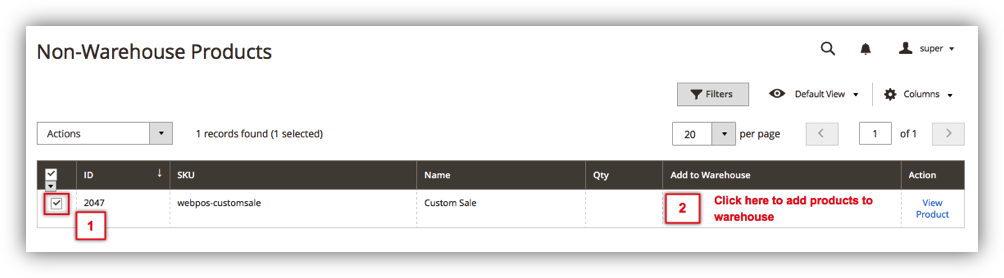 Non-Warehouse Products
super
Filters
Default View
Columns
Actions
1 records found (1 selected)
20
per page
1
of 1
ID ↓ SKU Name Qty Add to Warehouse Action
2047 webpos-customsale Custom Sale
1
2
Click here to add products to
warehouse
View
Product